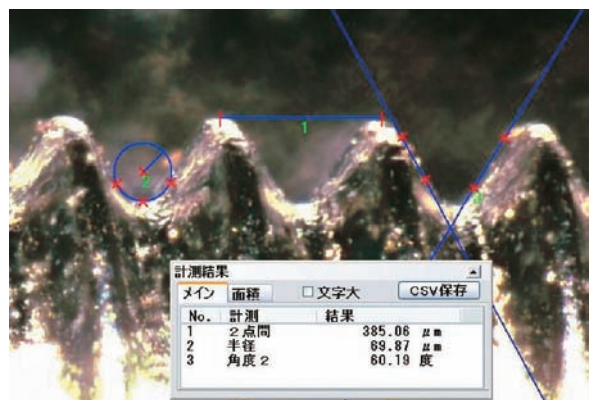 1
2
3
計測結果
メイン 面積 □文字大 CSV保存
No. 計測 結果
1 2点間 385.06 μm
2 半径 69.87 μm
3 角度2 60.19 度